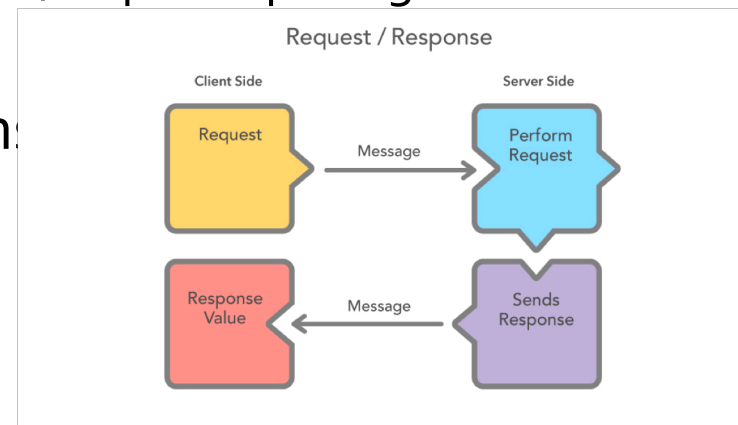 Request / Response
Client Side
Server Side
Request
Message
Perform
Request
Response
Value
Message
Sends
Response